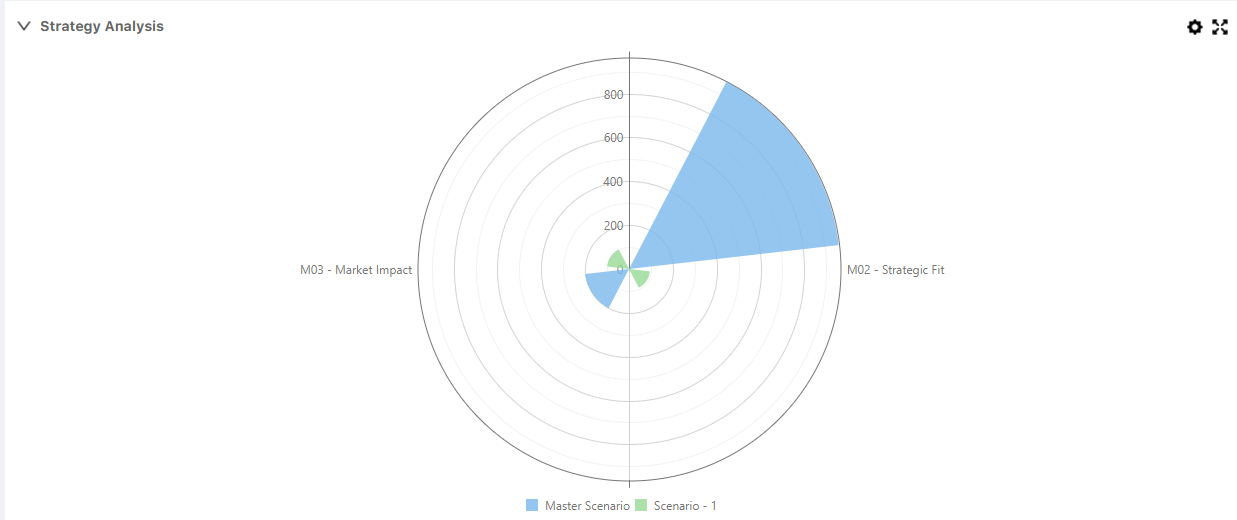 Strategy Analysis
800
600
400
200
0
M03 - Market Impact
M02 - Strategic Fit
Master Scenario
Scenario - 1